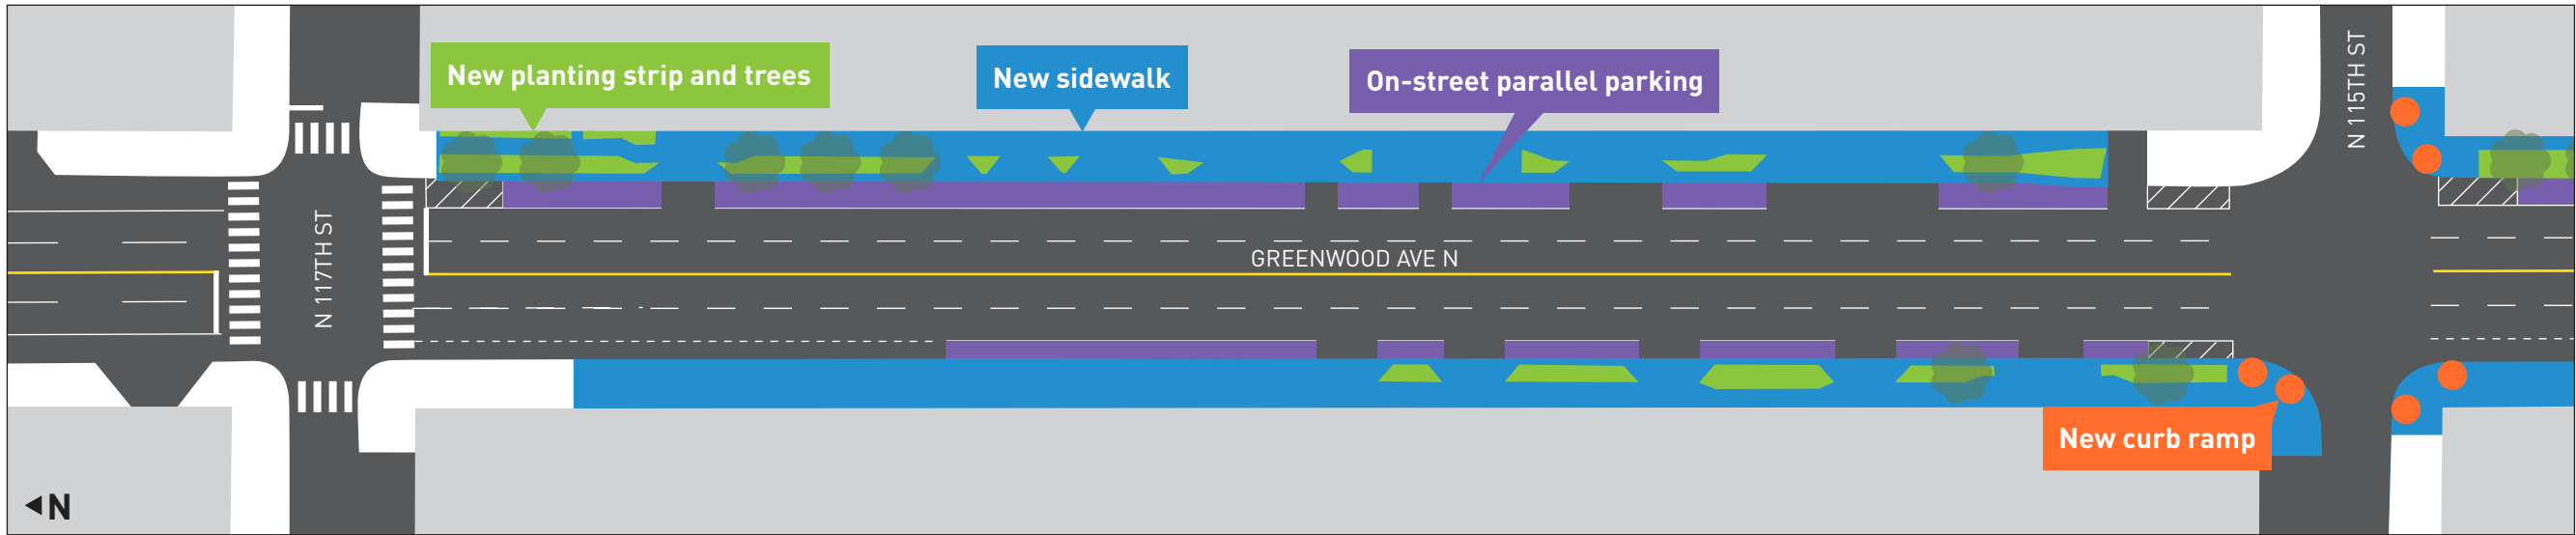 New planting strip and trees
New sidewalk
On-street parallel parking
N 115TH ST
N 117TH ST
GREENWOOD AVE N
New curb ramp
N